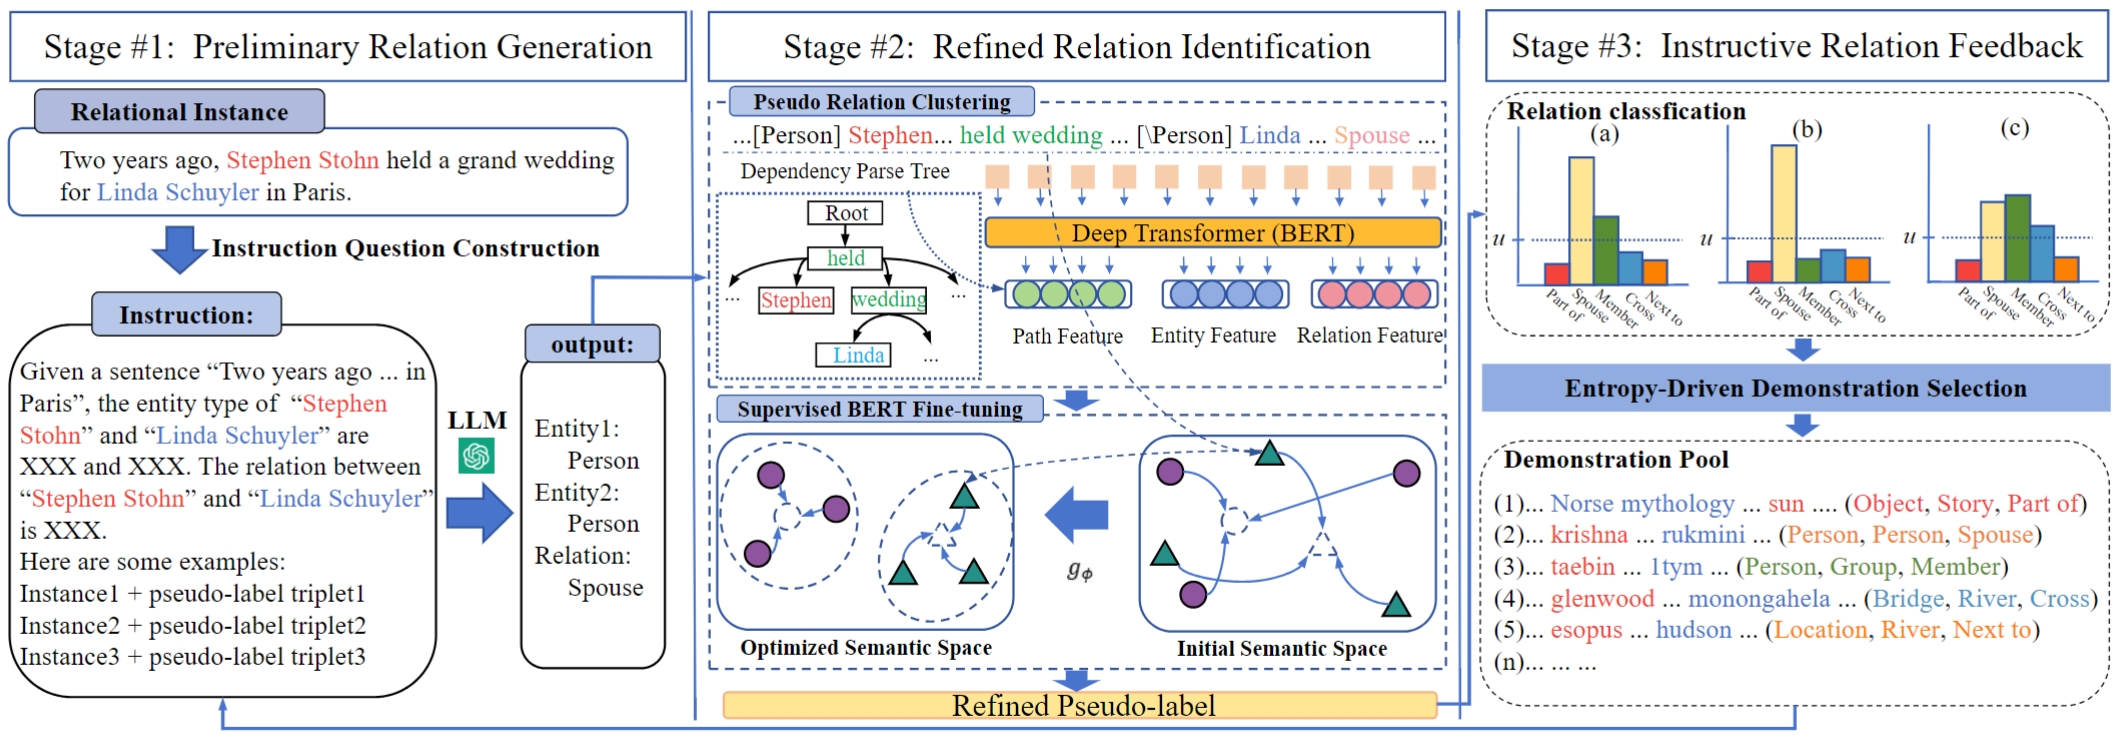 Stage #1: Preliminary Relation Generation
Relational Instance
Two years ago, Stephen Stohn held a grand wedding
for Linda Schuyler in Paris.
Instruction Question Construction
Instruction:
Given a sentence “Two years ago ... in
Paris”, the entity type of “Stephen
Stohn” and “Linda Schuyler” are
XXX and XXX. The relation between
“Stephen Stohn” and “Linda Schuyler”
is XXX.
Here are some examples:
Instance1 + pseudo-label triplet1
Instance2 + pseudo-label triplet2
Instance3 + pseudo-label triplet3
LLM
output:
Entity1:
Person
Entity2:
Person
Relation:
Spouse
Stage #2: Refined Relation Identification
Pseudo Relation Clustering
...[Person] Stephen... held wedding ... [\Person] Linda ... Spouse ...
Dependency Parse Tree
Root
held
... Stephen wedding ...
Linda ...
Deep Transformer (BERT)
Path Feature Entity Feature Relation Feature
Supervised BERT Fine-tuning
gϕ
Optimized Semantic Space
Initial Semantic Space
Refined Pseudo-label
Stage #3: Instructive Relation Feedback
Relation classfication
(a)
u
Part of
Spouse
Member
Cross
Next to
(b)
u
Part of
Spouse
Member
Cross
Next to
(c)
u
Part of
Spouse
Member
Cross
Next to
Entropy-Driven Demonstration Selection
Demonstration Pool
(1)... Norse mythology ... sun .... (Object, Story, Part of)
(2)... krishna ... rukmini ... (Person, Person, Spouse)
(3)... taebin ... 1tym ... (Person, Group, Member)
(4)... glenwood ... monongahela ... (Bridge, River, Cross)
(5)... esopus ... hudson ... (Location, River, Next to)
(n)... ... ...